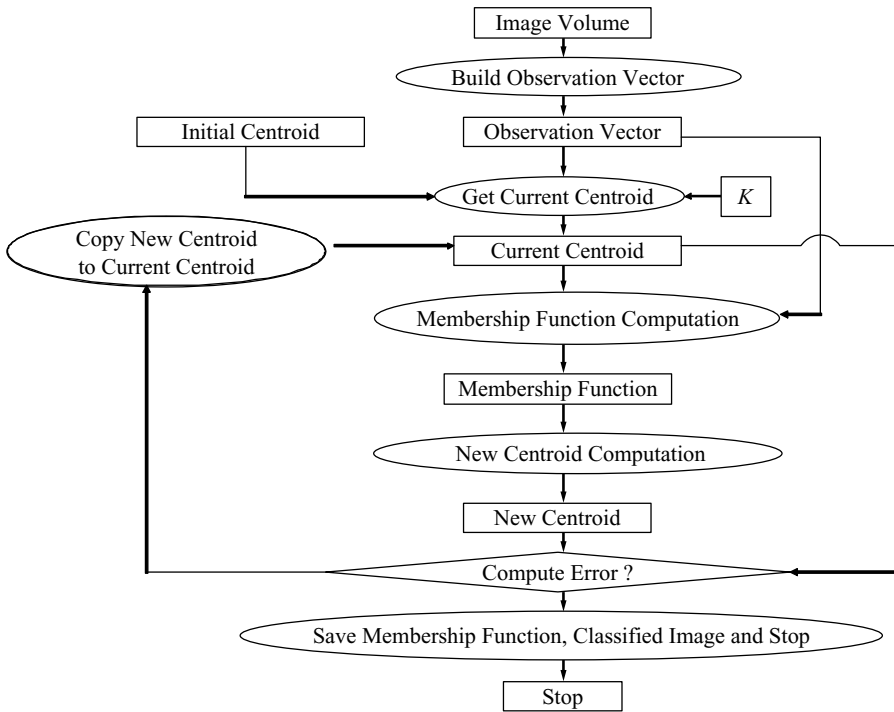 Image Volume
Build Observation Vector
Initial Centroid
Observation Vector
Get Current Centroid
K
Copy New Centroid
to Current Centroid
Current Centroid
Membership Function Computation
Membership Function
New Centroid Computation
New Centroid
Compute Error ?
Save Membership Function, Classified Image and Stop
Stop